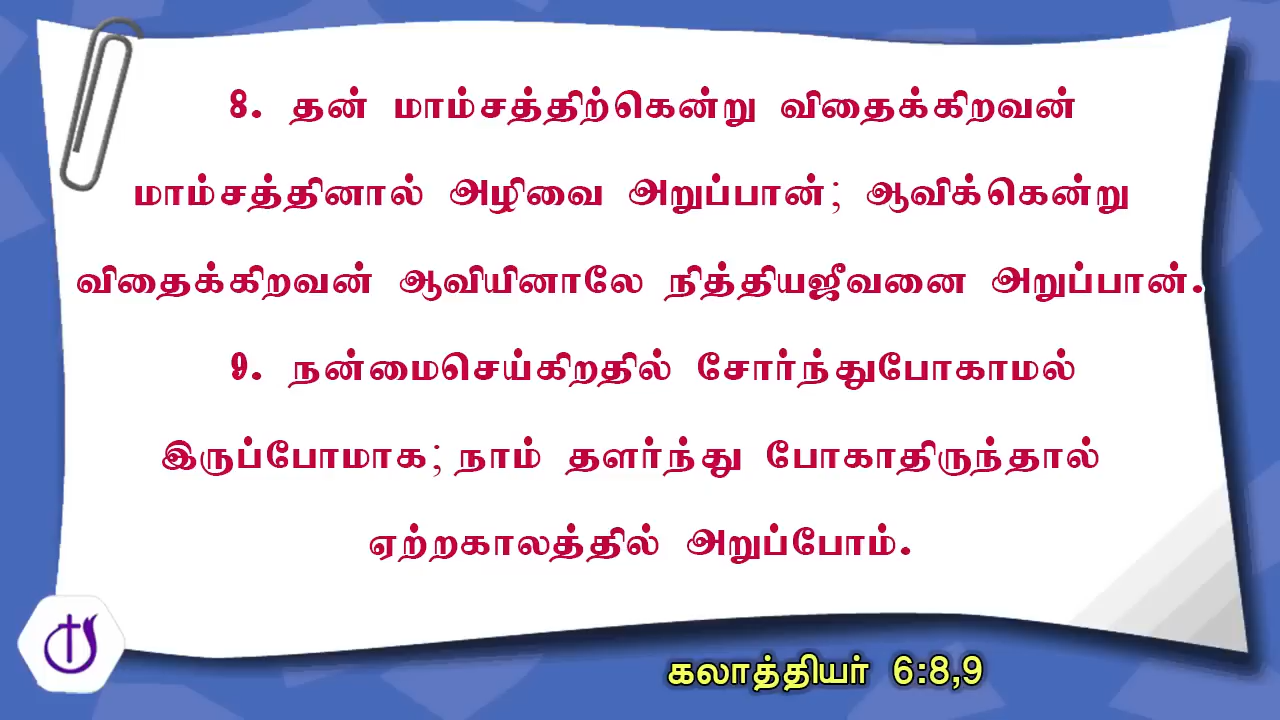 8. தன் மாம்சத்திற்கென்று விதைக்கிறவன்
மாம்சத்தினால் அழிவை அறுப்பான்; ஆவிக்கென்று
விதைக்கிறவன் ஆவியினாலே நித்தியஜீவனை அறுப்பான்.
9. நன்மைசெய்கிறதில் சோர்ந்துபோகாமல்
இருப்போமாக; நாம் தளர்ந்து போகாதிருந்தால்
ஏற்றகாலத்தில் அறுப்போம்.
கலாத்தியர் 6:8,9